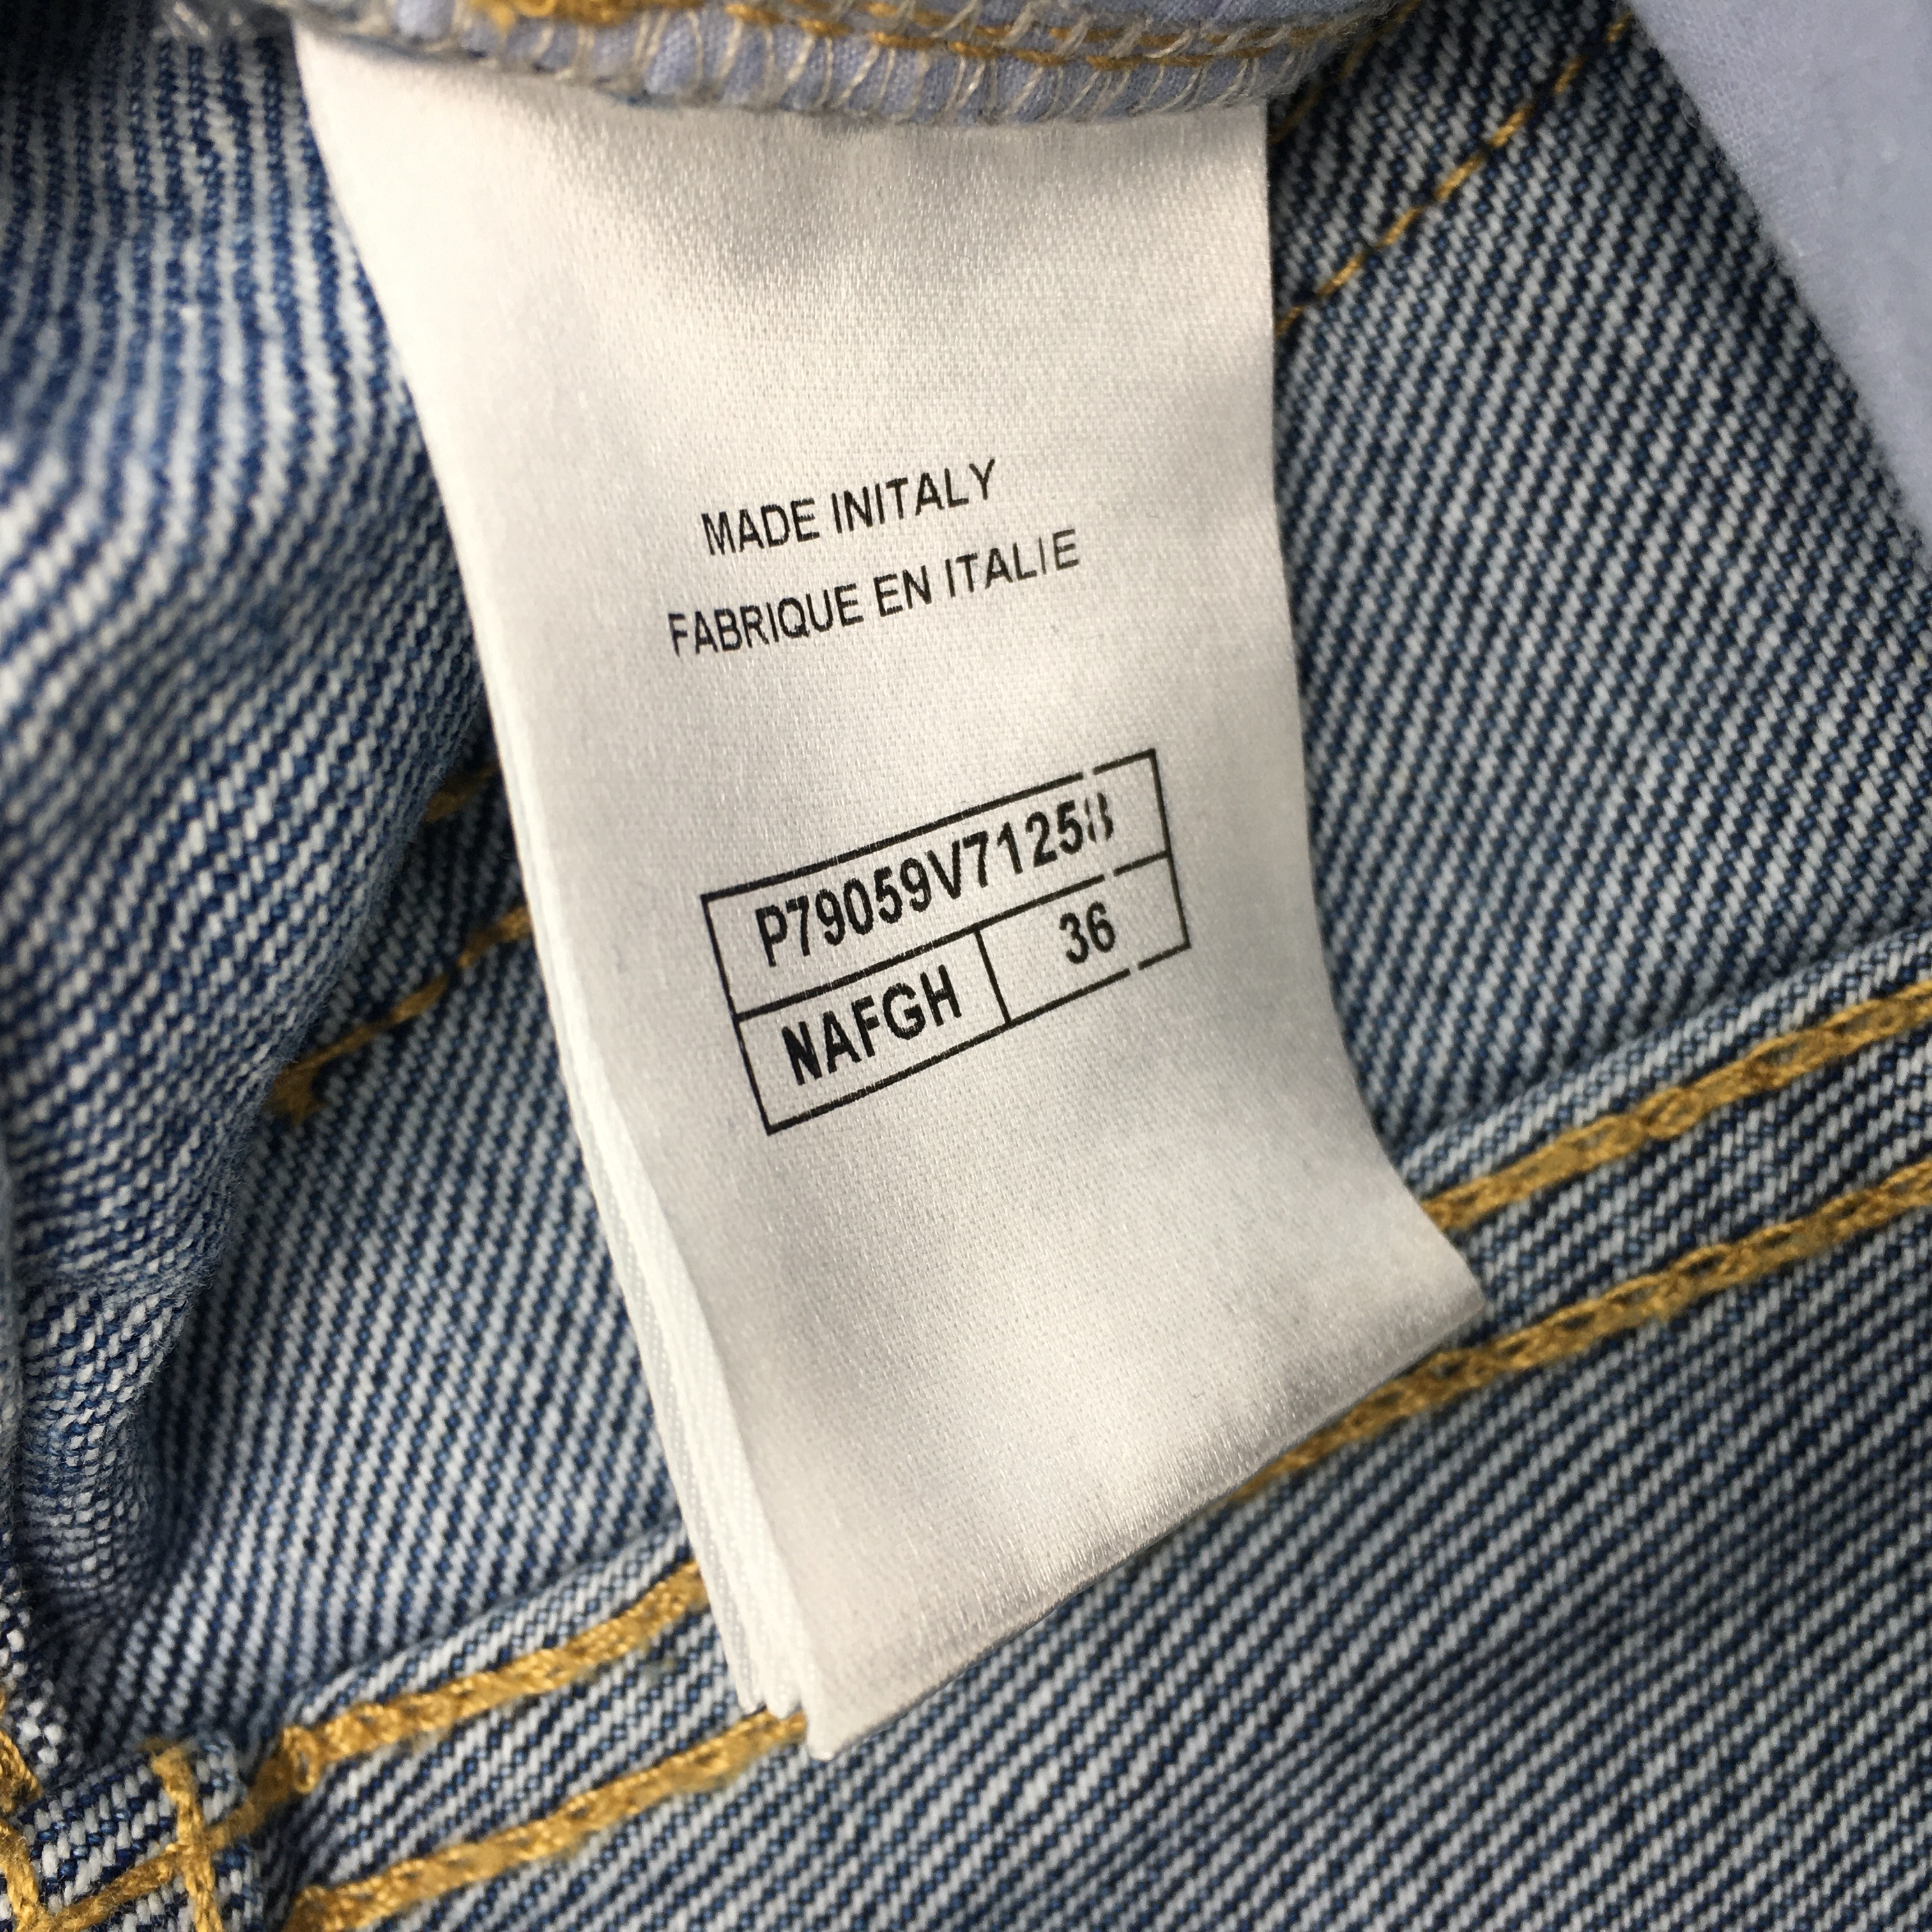 MADE INITALY
FABRIQUE EN ITALIE
P79059V71258
NAFGH 36